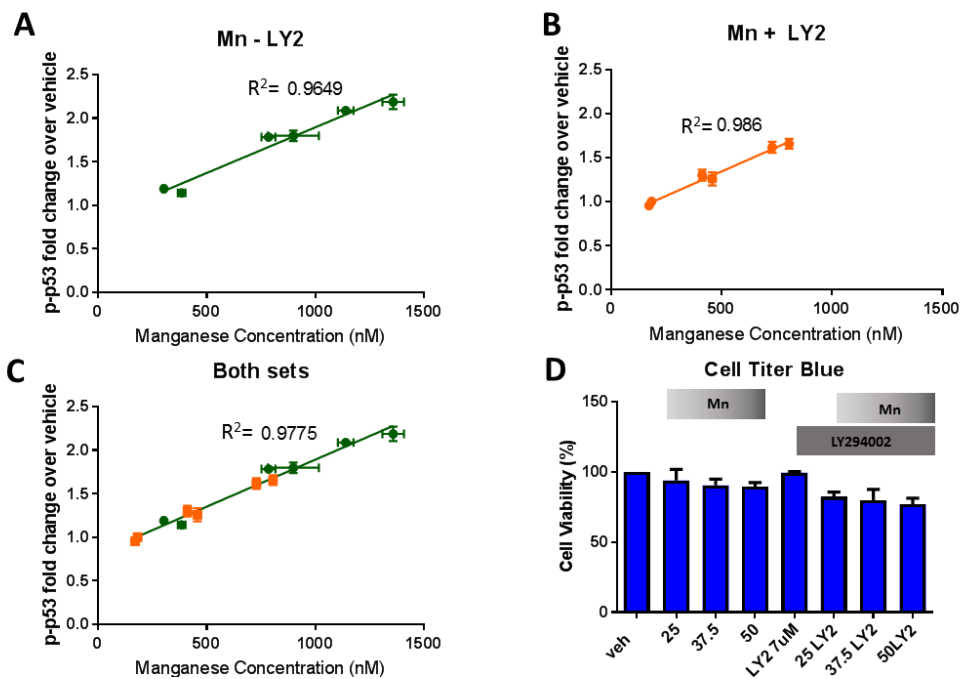 A
Mn - LY2
R²= 0.9649
p-p53 fold change over vehicle
2.5
2.0
1.5
1.0
0.5
0.0
0
500
1000
1500
Manganese Concentration (nM)
B
Mn + LY2
R²= 0.986
p-p53 fold change over vehicle
2.5
2.0
1.5
1.0
0.5
0.0
0
500
1000
1500
Manganese Concentration (nM)
C
Both sets
R²= 0.9775
p-p53 fold change over vehicle
2.5
2.0
1.5
1.0
0.5
0.0
0
500
1000
1500
Manganese Concentration (nM)
D
Cell Titer Blue
Mn
Mn
LY294002
Cell Viability (%)
150
100
50
0
veh
25
37.5
50
LY2 7uM
25 LY2
37.5 LY2
50LY2